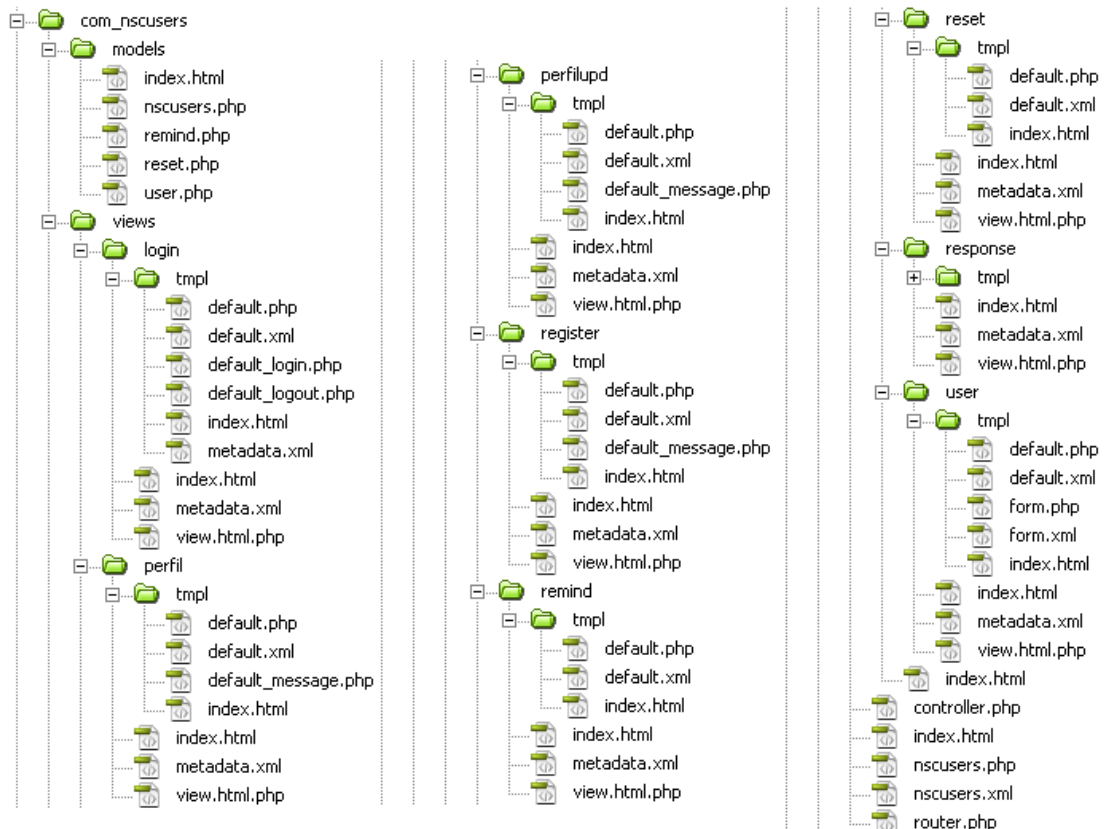 com_nscusers
models
index.html
nscusers.php
remind.php
reset.php
user.php
views
login
tmpl
default.php
default.xml
default_login.php
default_logout.php
index.html
metadata.xml
index.html
metadata.xml
view.html.php
perfil
tmpl
default.php
default.xml
default_message.php
index.html
index.html
metadata.xml
view.html.php
perfilupd
tmpl
default.php
default.xml
default_message.php
index.html
index.html
metadata.xml
view.html.php
register
tmpl
default.php
default.xml
default_message.php
index.html
index.html
metadata.xml
view.html.php
remind
tmpl
default.php
default.xml
index.html
index.html
metadata.xml
view.html.php
reset
tmpl
default.php
default.xml
index.html
index.html
metadata.xml
view.html.php
response
tmpl
index.html
metadata.xml
view.html.php
user
tmpl
default.php
default.xml
form.php
form.xml
index.html
index.html
metadata.xml
view.html.php
index.html
controller.php
index.html
nscusers.php
nscusers.xml
router.php